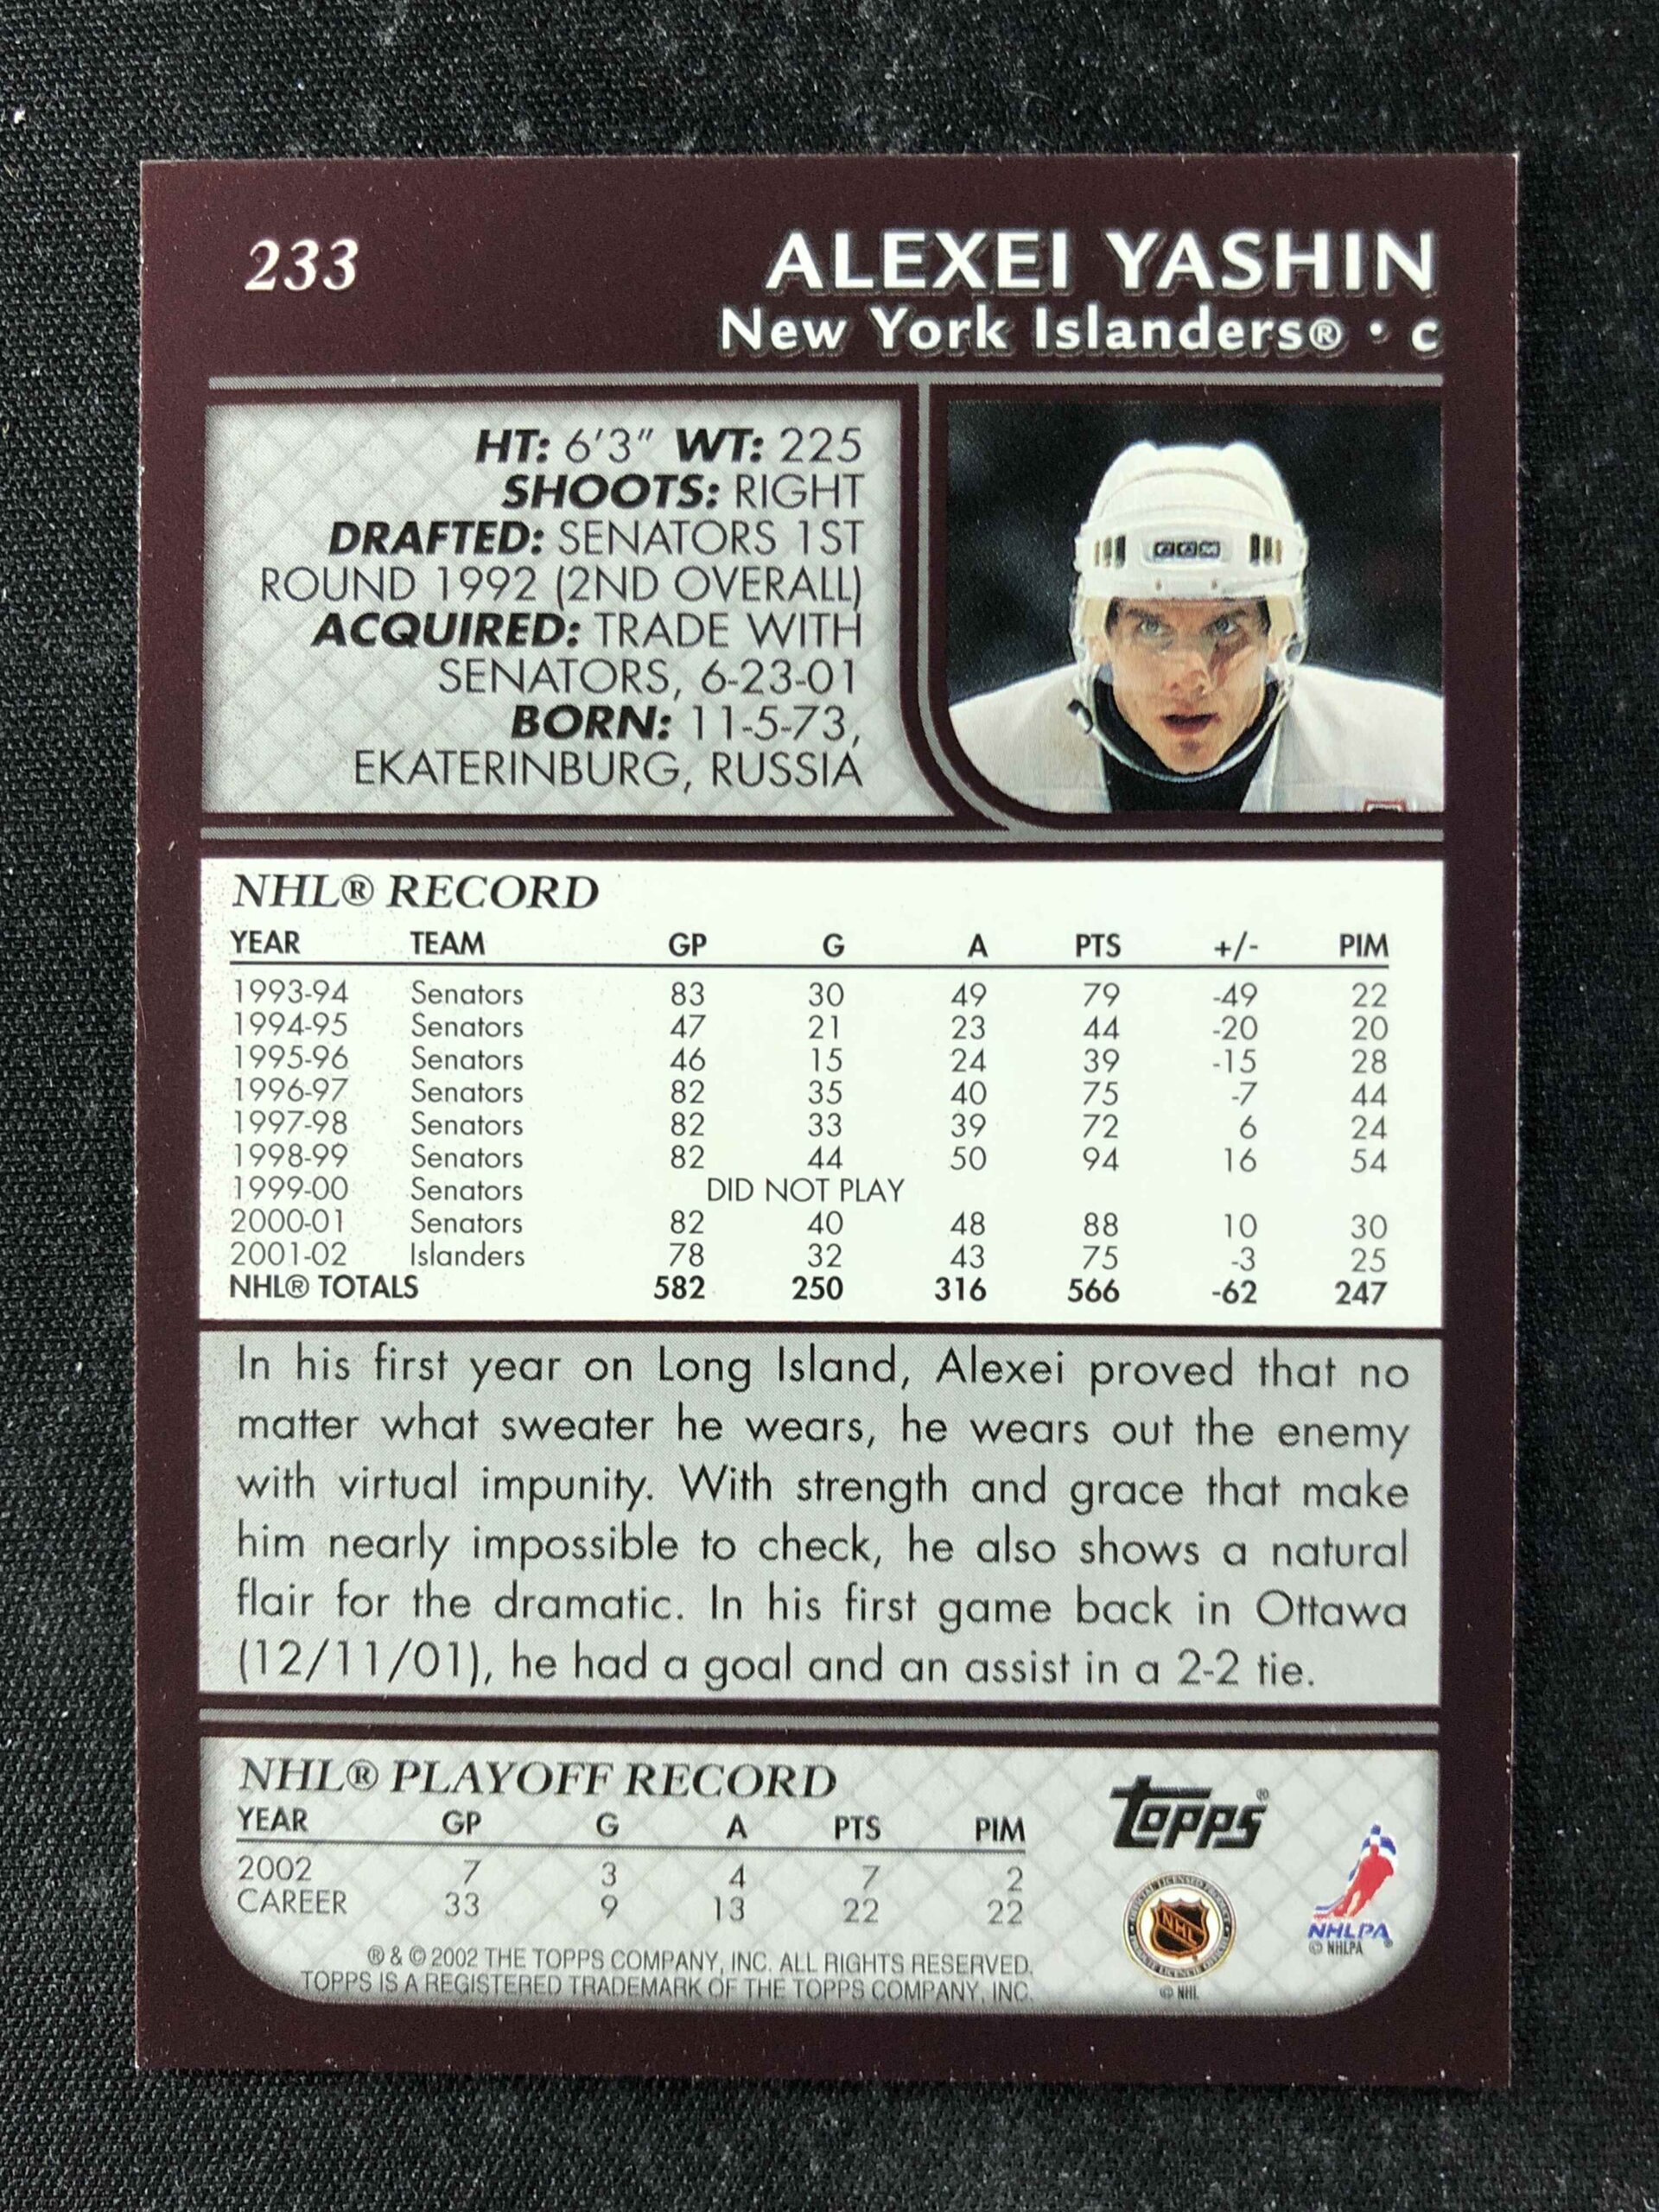 233
ALEXEI YASHIN
New York Islanders® • C
HT: 6'3" WT: 225
SHOOTS: RIGHT
DRAFTED: SENATORS 1ST
ROUND 1992 (2ND OVERALL)
ACQUIRED: TRADE WITH
SENATORS, 6-23-01
BORN: 11-5-73,
EKATERINBURG, RUSSIA
CCM
NHL® RECORD
YEAR TEAM GP G A PTS +/- PIM
1993-94 Senators 83 30 49 79 -49 22
1994-95 Senators 47 21 23 44 -20 20
1995-96 Senators 46 15 24 39 -15 28
1996-97 Senators 82 35 40 75 -7 44
1997-98 Senators 82 33 39 72 6 24
1998-99 Senators 82 44 50 94 16 54
1999-00 Senators DID NOT PLAY
2000-01 Senators 82 40 48 88 10 30
2001-02 Islanders 78 32 43 75 -3 25
NHL® TOTALS 582 250 316 566 -62 247
In his first year on Long Island, Alexei proved that no
matter what sweater he wears, he wears out the enemy
with virtual impunity. With strength and grace that make
him nearly impossible to check, he also shows a natural
flair for the dramatic. In his first game back in Ottawa
(12/11/01), he had a goal and an assist in a 2-2 tie.
NHL® PLAYOFF RECORD
YEAR GP G A PTS PIM
2002 7 3 4 7 2
CAREER 33 9 13 22 22
® & © 2002 THE TOPPS COMPANY, INC. ALL RIGHTS RESERVED.
TOPPS IS A REGISTERED TRADEMARK OF THE TOPPS COMPANY, INC.
Topps®
NHL
© NHL
NHLPA
© NHLPA